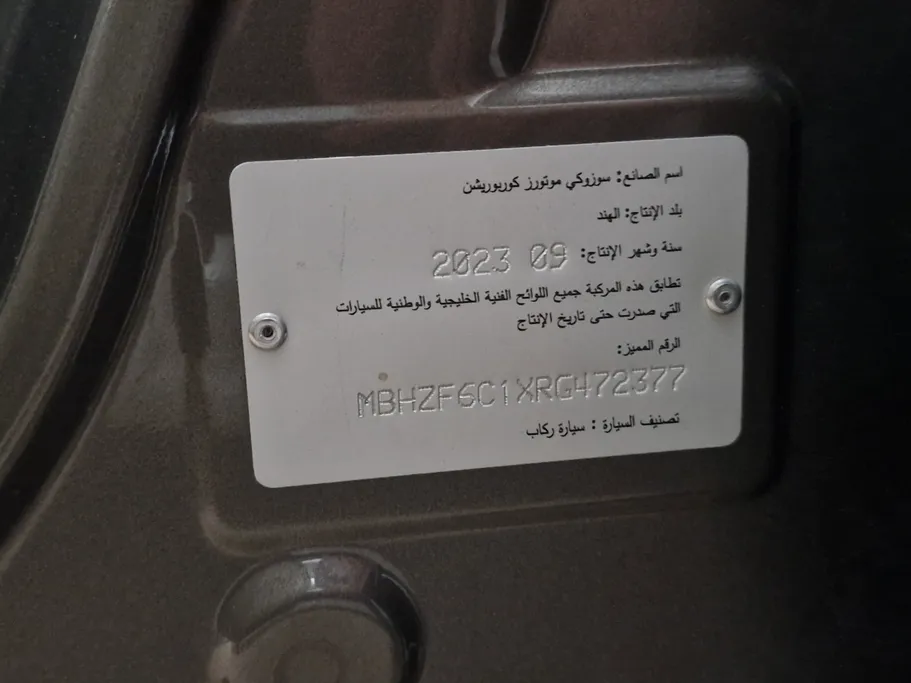 اسم الصانع: سوزوكي موتورز كوربوريشن
بلد الإنتاج: الهند
سنة وشهر الإنتاج: 2023 09
تطابق هذه المركبة جميع اللوائح الفنية الخليجية والوطنية للسيارات
التي صدرت حتى تاريخ الإنتاج
الرقم المميز:
MBHZF6C1XRG472377
تصنيف السيارة : سيارة ركاب